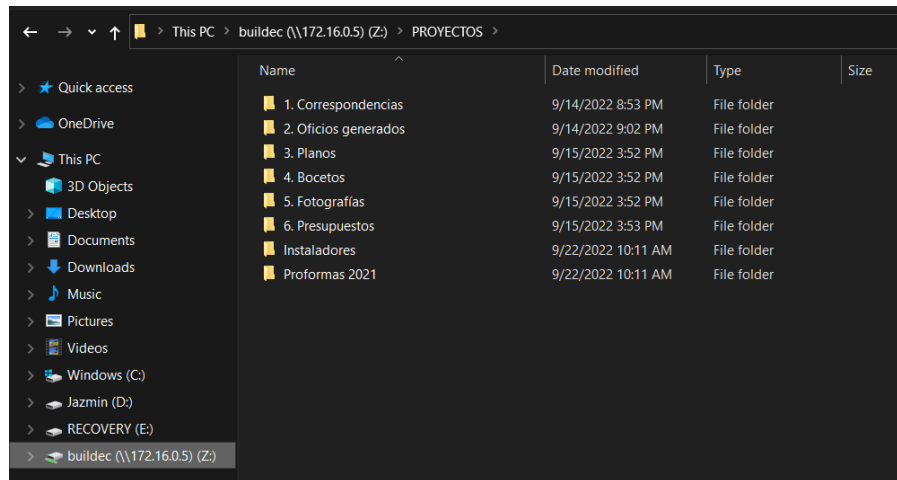 This PC > buildec (\\172.16.0.5) (Z:) > PROYECTOS >
Name Date modified Type Size
Quick access
OneDrive
This PC
3D Objects
Desktop
Documents
Downloads
Music
Pictures
Videos
Windows (C:)
Jazmin (D:)
RECOVERY (E:)
buildec (\\172.16.0.5) (Z:)
1. Correspondencias 9/14/2022 8:53 PM File folder
2. Oficios generados 9/14/2022 9:02 PM File folder
3. Planos 9/15/2022 3:52 PM File folder
4. Bocetos 9/15/2022 3:52 PM File folder
5. Fotografías 9/15/2022 3:52 PM File folder
6. Presupuestos 9/15/2022 3:53 PM File folder
Instaladores 9/22/2022 10:11 AM File folder
Proformas 2021 9/22/2022 10:11 AM File folder